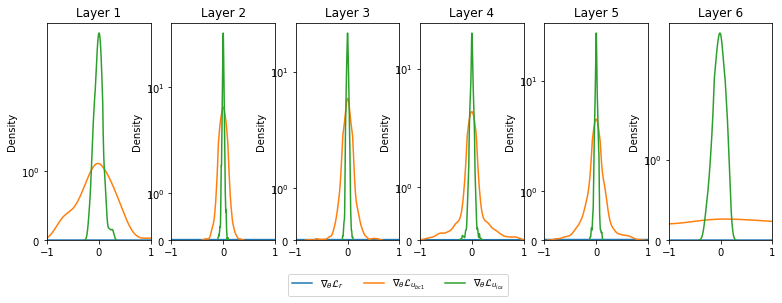 Layer 1 Layer 2 Layer 3 Layer 4 Layer 5 Layer 6
Density Density Density Density Density Density
10¹ 10¹ 10¹ 10¹
10⁰ 10⁰ 10⁰ 10⁰ 10⁰ 10⁰
0 0 0 0 0 0
−1 0 1 −1 0 1 −1 0 1 −1 0 1 −1 0 1 −1 0 1
∇θℒr ∇θℒu_bc1 ∇θℒu_ics